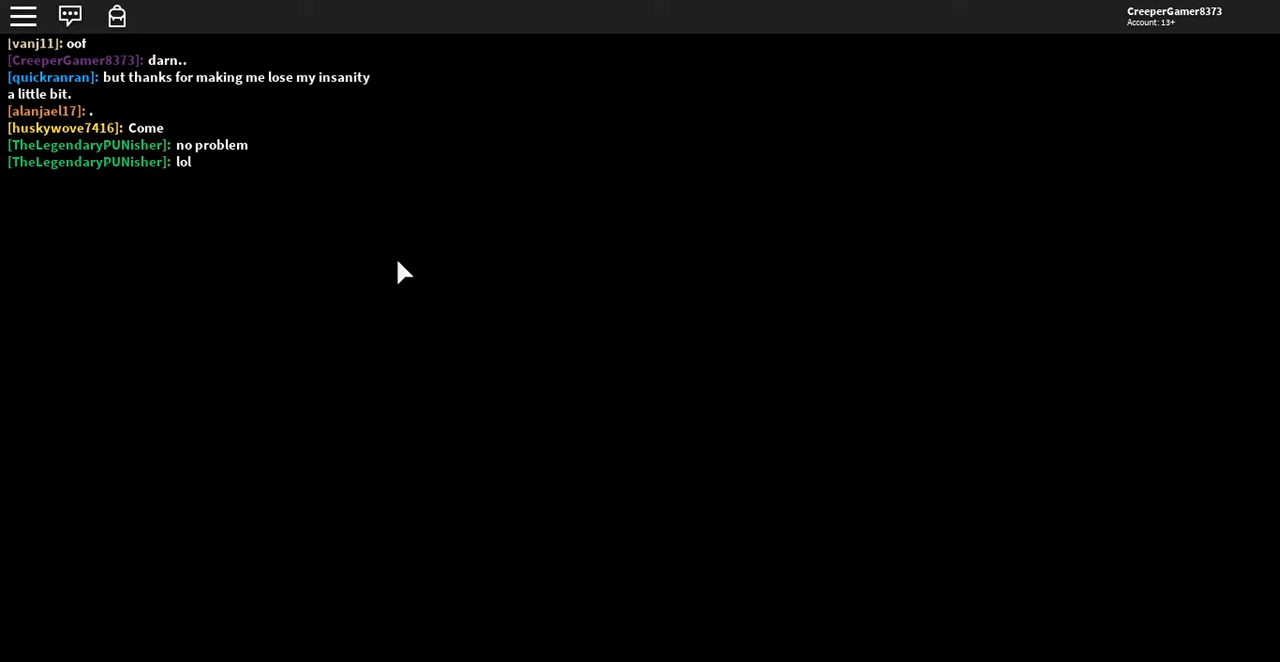 CreeperGamer8373
Account: 13+
[vanj11]: oof
[CreeperGamer8373]: darn..
[quickranran]: but thanks for making me lose my insanity
a little bit.
[alanjael17]: .
[huskywove7416]: Come
[TheLegendaryPUNisher]: no problem
[TheLegendaryPUNisher]: lol